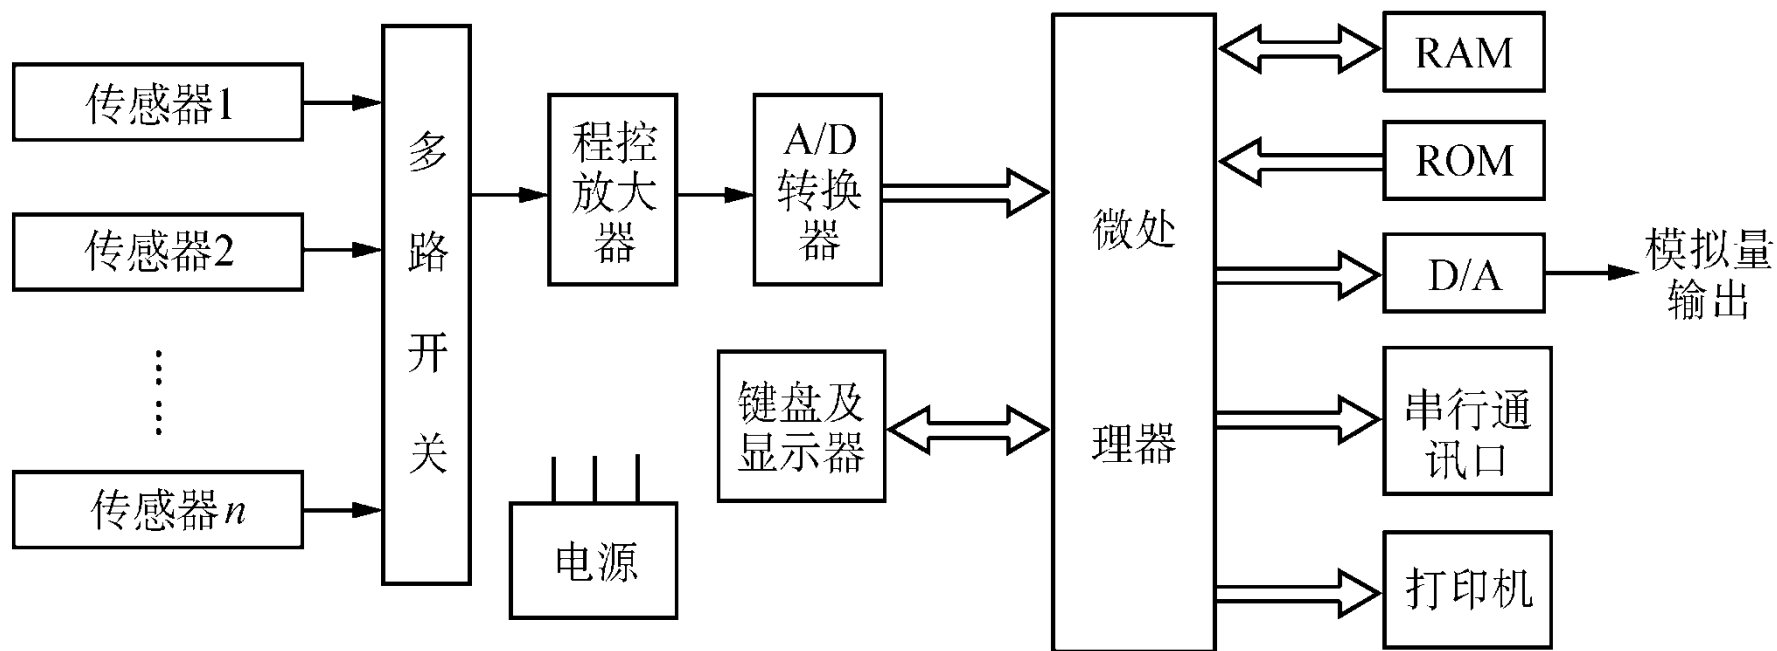 传感器1
传感器2
传感器n
多
路
开
关
程控
放大
器
A/D
转换
器
键盘及
显示器
电源
微处
理器
RAM
ROM
D/A
模拟量
输出
串行通
讯口
打印机